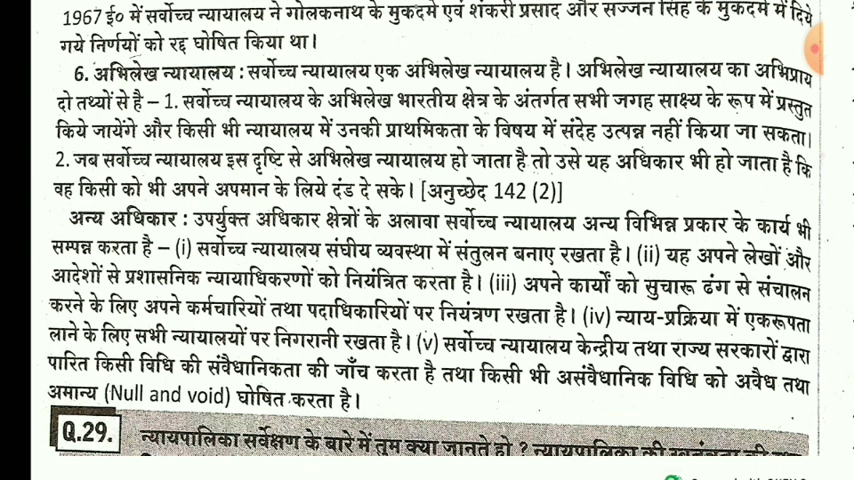 1967 ई० में सर्वोच्च न्यायालय ने गोलकनाथ के मुकदमे एवं शंकरी प्रसाद और सज्जन सिंह के मुकदमे में दिये
गये निर्णयों को रद्द घोषित किया था।
6. अभिलेख न्यायालय : सर्वोच्च न्यायालय एक अभिलेख न्यायालय है। अभिलेख न्यायालय का अभिप्राय
दो तथ्यों से है – 1. सर्वोच्च न्यायालय के अभिलेख भारतीय क्षेत्र के अंतर्गत सभी जगह साक्ष्य के रूप में प्रस्तुत
किये जायेंगे और किसी भी न्यायालय में उनकी प्राथमिकता के विषय में संदेह उत्पन्न नहीं किया जा सकता।
2. जब सर्वोच्च न्यायालय इस दृष्टि से अभिलेख न्यायालय हो जाता है तो उसे यह अधिकार भी हो जाता है कि
वह किसी को भी अपने अपमान के लिये दंड दे सके। [अनुच्छेद 142 (2)]
अन्य अधिकार : उपर्युक्त अधिकार क्षेत्रों के अलावा सर्वोच्च न्यायालय अन्य विभिन्न प्रकार के कार्य भी
सम्पन्न करता है – (i) सर्वोच्च न्यायालय संघीय व्यवस्था में संतुलन बनाए रखता है। (ii) यह अपने लेखों और
आदेशों से प्रशासनिक न्यायाधिकरणों को नियंत्रित करता है। (iii) अपने कार्यों को सुचारू ढंग से संचालन
करने के लिए अपने कर्मचारियों तथा पदाधिकारियों पर नियंत्रण रखता है। (iv) न्याय-प्रक्रिया में एकरूपता
लाने के लिए सभी न्यायालयों पर निगरानी रखता है। (v) सर्वोच्च न्यायालय केन्द्रीय तथा राज्य सरकारों द्वारा
पारित किसी विधि की संवैधानिकता की जाँच करता है तथा किसी भी असंवैधानिक विधि को अवैध तथा
अमान्य (Null and void) घोषित करता है।
Q.29. न्यायपालिका सर्वेक्षण के बारे में तुम क्या जानते हो ? न्यायपालिका की स्वतंत्रता की